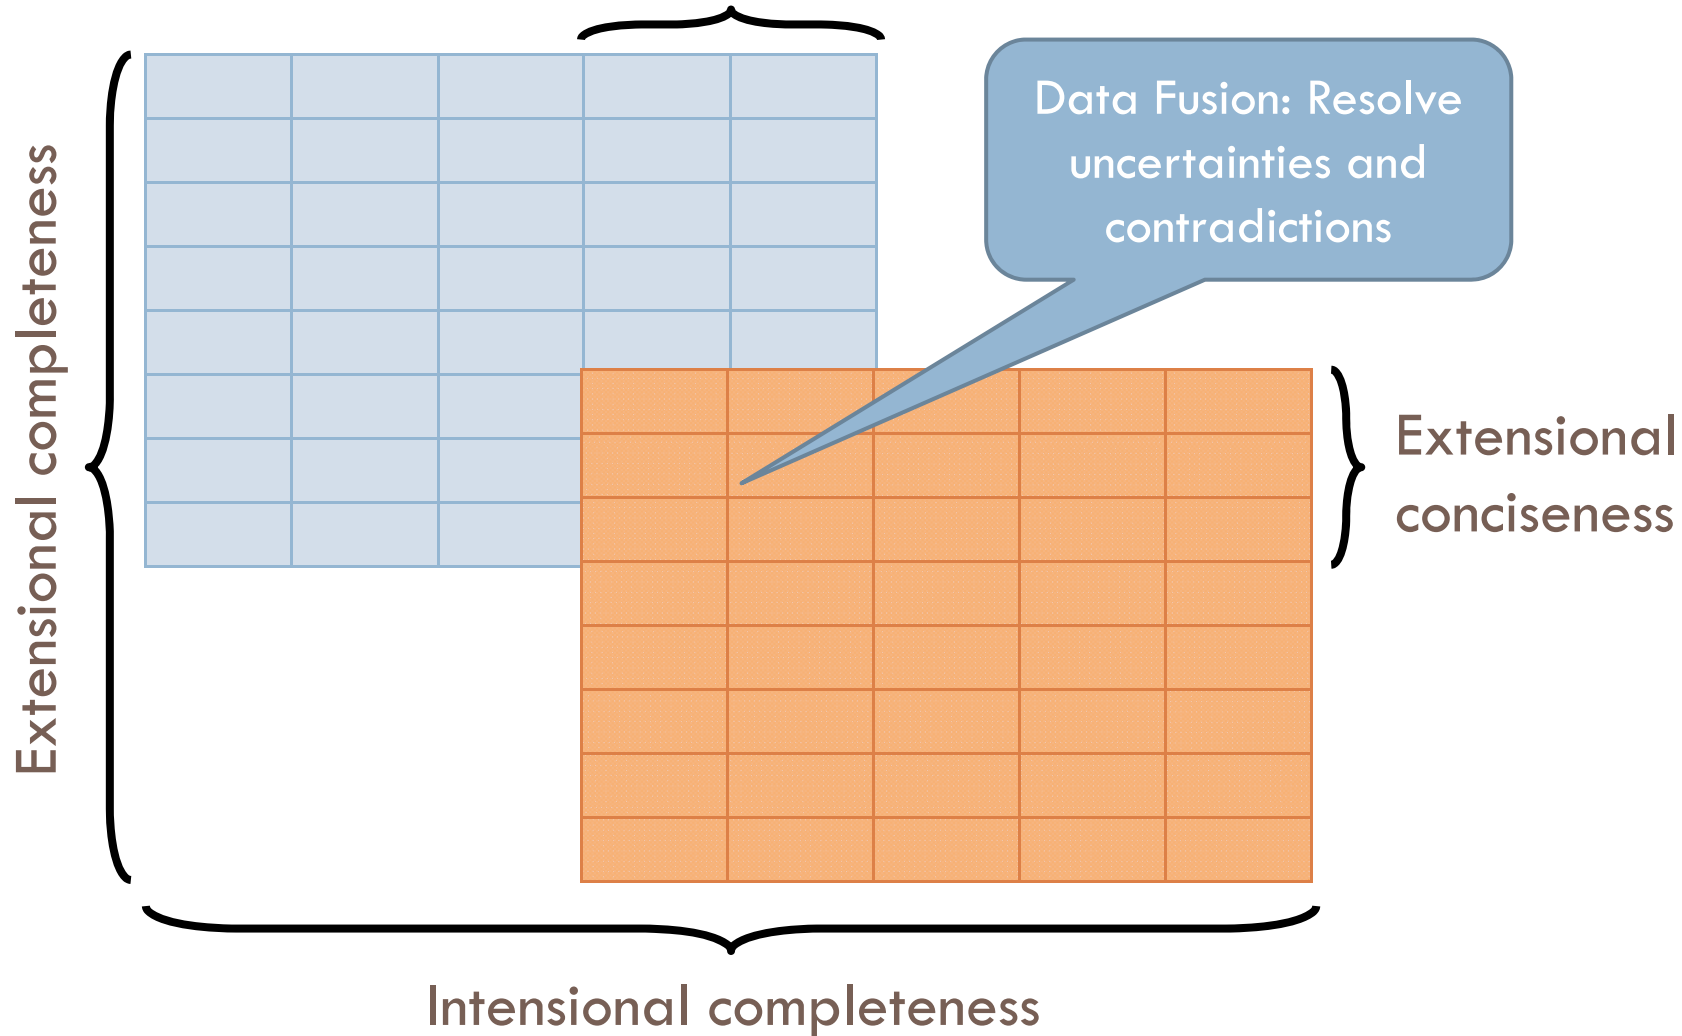 Data Fusion: Resolve
uncertainties and
contradictions
Extensional completeness
Extensional
conciseness
Intensional completeness